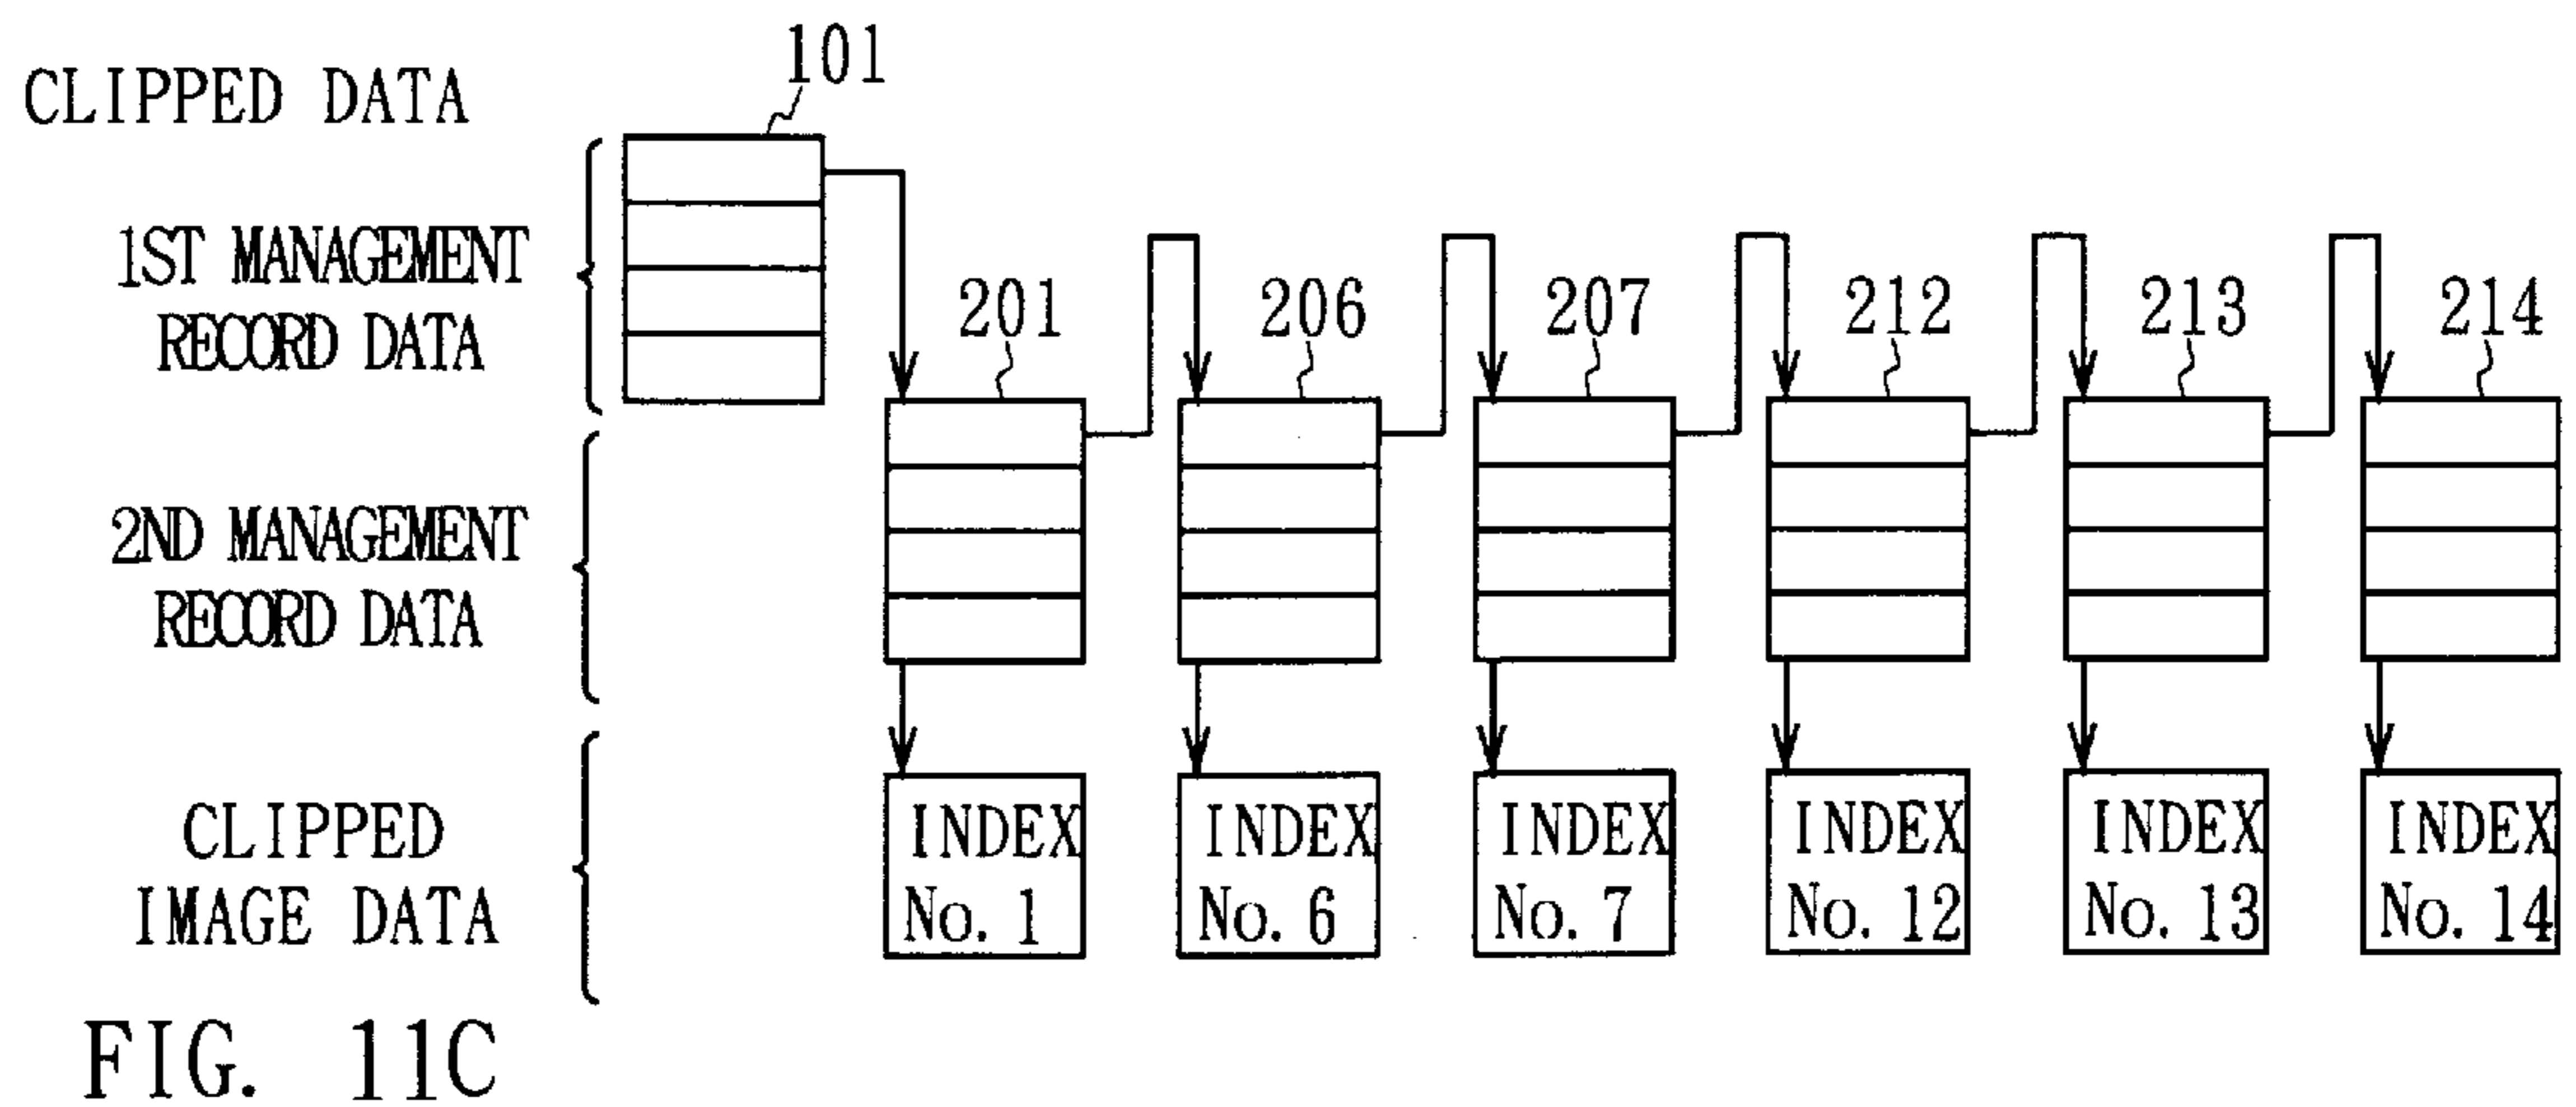 CLIPPED DATA
101
1ST MANAGEMENT
RECORD DATA
201 206 207 212 213 214
2ND MANAGEMENT
RECORD DATA
CLIPPED
IMAGE DATA
INDEX
No. 1
INDEX
No. 6
INDEX
No. 7
INDEX
No. 12
INDEX
No. 13
INDEX
No. 14
FIG. 11C